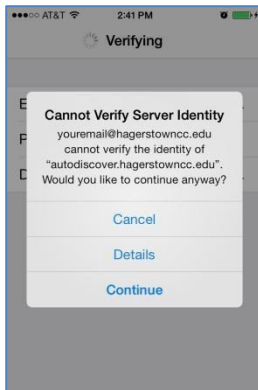 AT&T 2:41 PM
Verifying
E
P
D
Cannot Verify Server Identity
youremail@hagerstowncc.edu
cannot verify the identity of
“autodiscover.hagerstowncc.edu”.
Would you like to continue anyway?
Cancel
Details
Continue